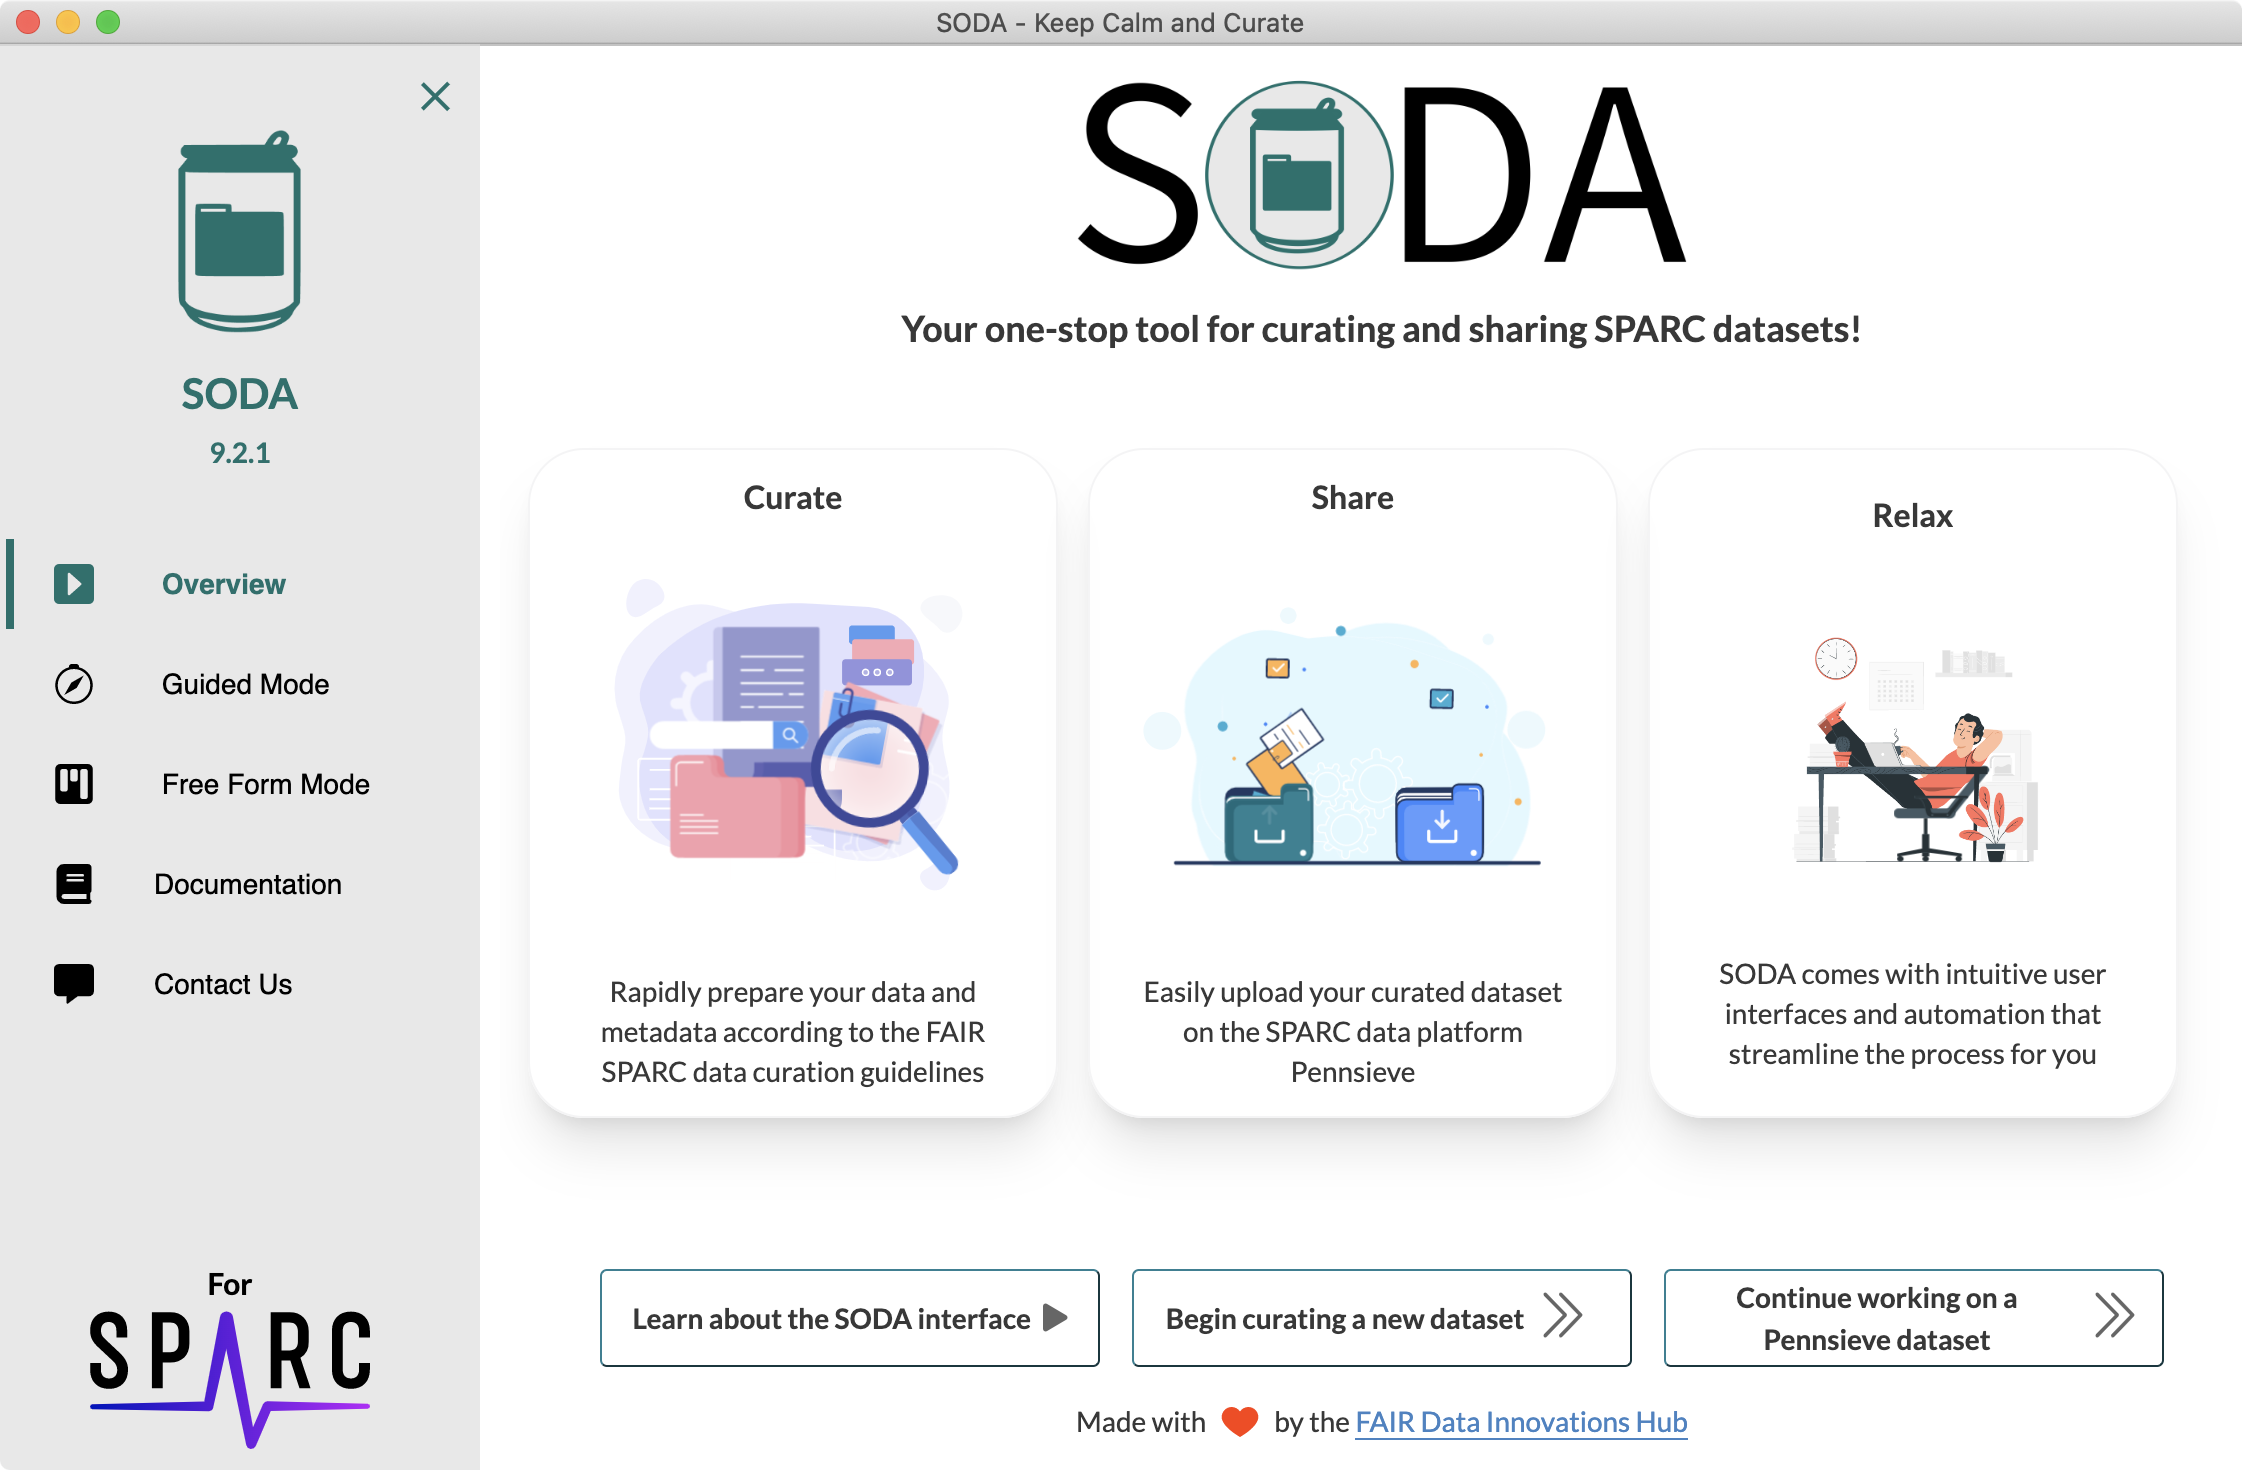 SODA - Keep Calm and Curate
SODA
9.2.1
Overview
Guided Mode
Free Form Mode
Documentation
Contact Us
For
SPARC
SODA
Your one-stop tool for curating and sharing SPARC datasets!
Curate
Rapidly prepare your data and
metadata according to the FAIR
SPARC data curation guidelines
Share
Easily upload your curated dataset
on the SPARC data platform
Pennsieve
Relax
SODA comes with intuitive user
interfaces and automation that
streamline the process for you
Learn about the SODA interface
Begin curating a new dataset
Continue working on a
Pennsieve dataset
Made with by the FAIR Data Innovations Hub